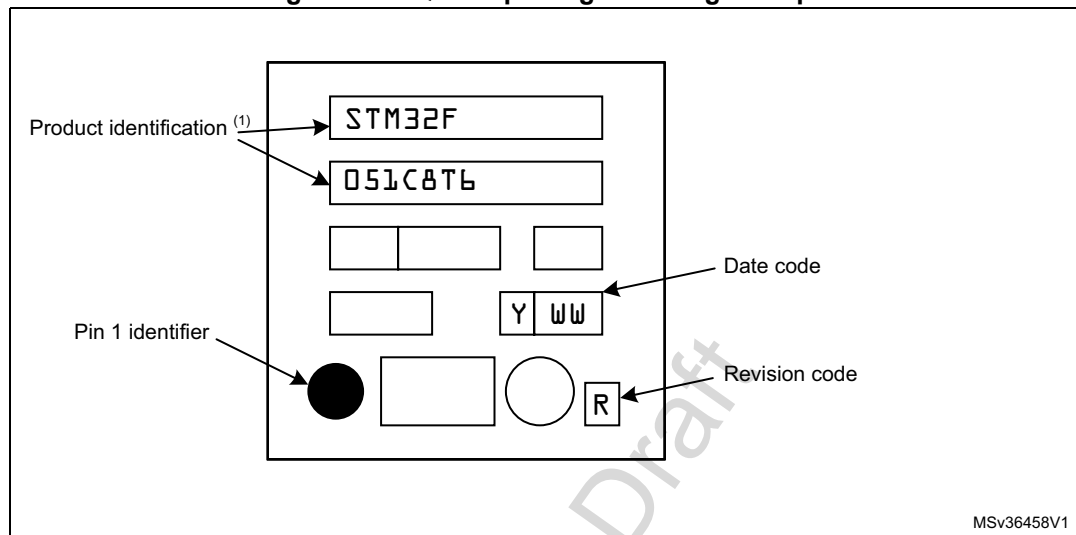 STM32F
Product identification (1)
051C8T6
Date code
Y WW
Pin 1 identifier
Revision code
R
Draft
MSv36458V1